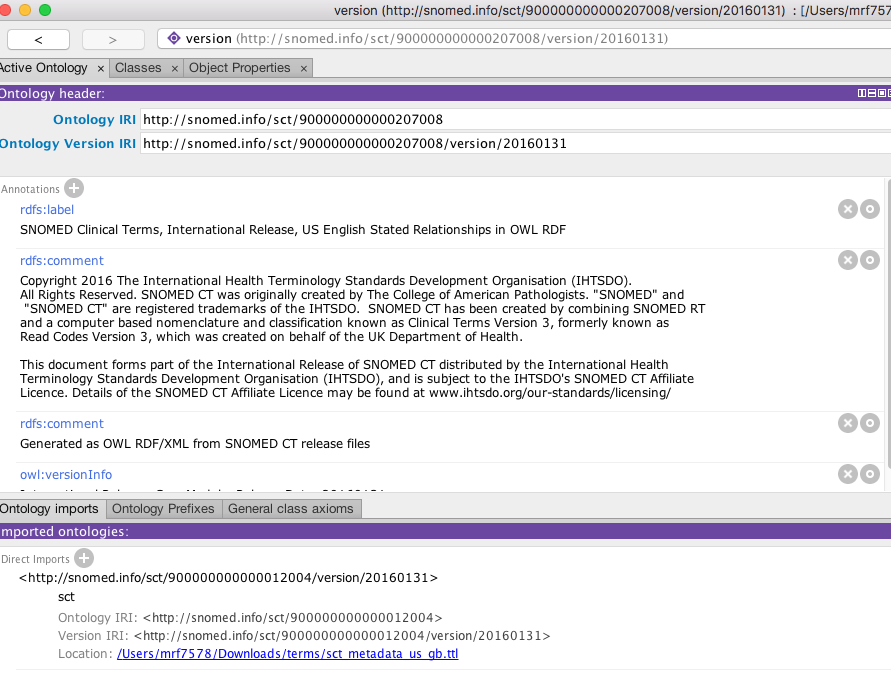 version (http://snomed.info/sct/900000000000207008/version/20160131) : [/Users/mrf7578
< > version (http://snomed.info/sct/900000000000207008/version/20160131)
Active Ontology × Classes × Object Properties ×
Ontology header:
Ontology IRI http://snomed.info/sct/900000000000207008
Ontology Version IRI http://snomed.info/sct/900000000000207008/version/20160131
Annotations
rdfs:label
SNOMED Clinical Terms, International Release, US English Stated Relationships in OWL RDF
rdfs:comment
Copyright 2016 The International Health Terminology Standards Development Organisation (IHTSDO).
All Rights Reserved. SNOMED CT was originally created by The College of American Pathologists. "SNOMED" and
"SNOMED CT" are registered trademarks of the IHTSDO. SNOMED CT has been created by combining SNOMED RT
and a computer based nomenclature and classification known as Clinical Terms Version 3, formerly known as
Read Codes Version 3, which was created on behalf of the UK Department of Health.
This document forms part of the International Release of SNOMED CT distributed by the International Health
Terminology Standards Development Organisation (IHTSDO), and is subject to the IHTSDO's SNOMED CT Affiliate
Licence. Details of the SNOMED CT Affiliate Licence may be found at www.ihtsdo.org/our-standards/licensing/
rdfs:comment
Generated as OWL RDF/XML from SNOMED CT release files
owl:versionInfo
Ontology imports Ontology Prefixes General class axioms
mported ontologies:
Direct Imports
<http://snomed.info/sct/900000000000012004/version/20160131>
sct
Ontology IRI: <http://snomed.info/sct/900000000000012004>
Version IRI: <http://snomed.info/sct/900000000000012004/version/20160131>
Location: /Users/mrf7578/Downloads/terms/sct_metadata_us_gb.ttl